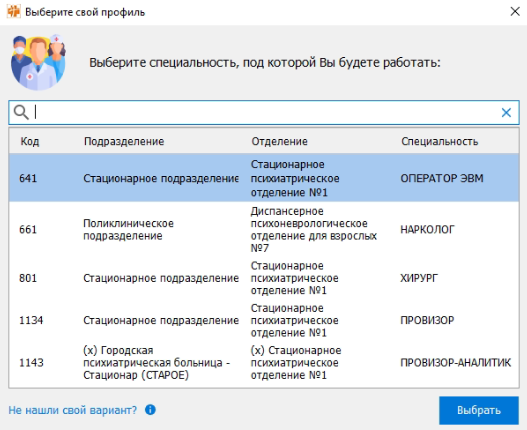 Выберите свой профиль
Выберите специальность, под которой Вы будете работать:
Код Подразделение Отделение Специальность
641 Стационарное подразделение Стационарное психиатрическое отделение №1 ОПЕРАТОР ЭВМ
661 Поликлиническое подразделение Диспансерное психоневрологическое отделение для взрослых №7 НАРКОЛОГ
801 Стационарное подразделение Стационарное психиатрическое отделение №1 ХИРУРГ
1134 Стационарное подразделение Стационарное психиатрическое отделение №1 ПРОВИЗОР
1143 (х) Городская психиатрическая больница - Стационар (СТАРОЕ) (х) Стационарное психиатрическое отделение №1 ПРОВИЗОР-АНАЛИТИК
Не нашли свой вариант?
Выбрать